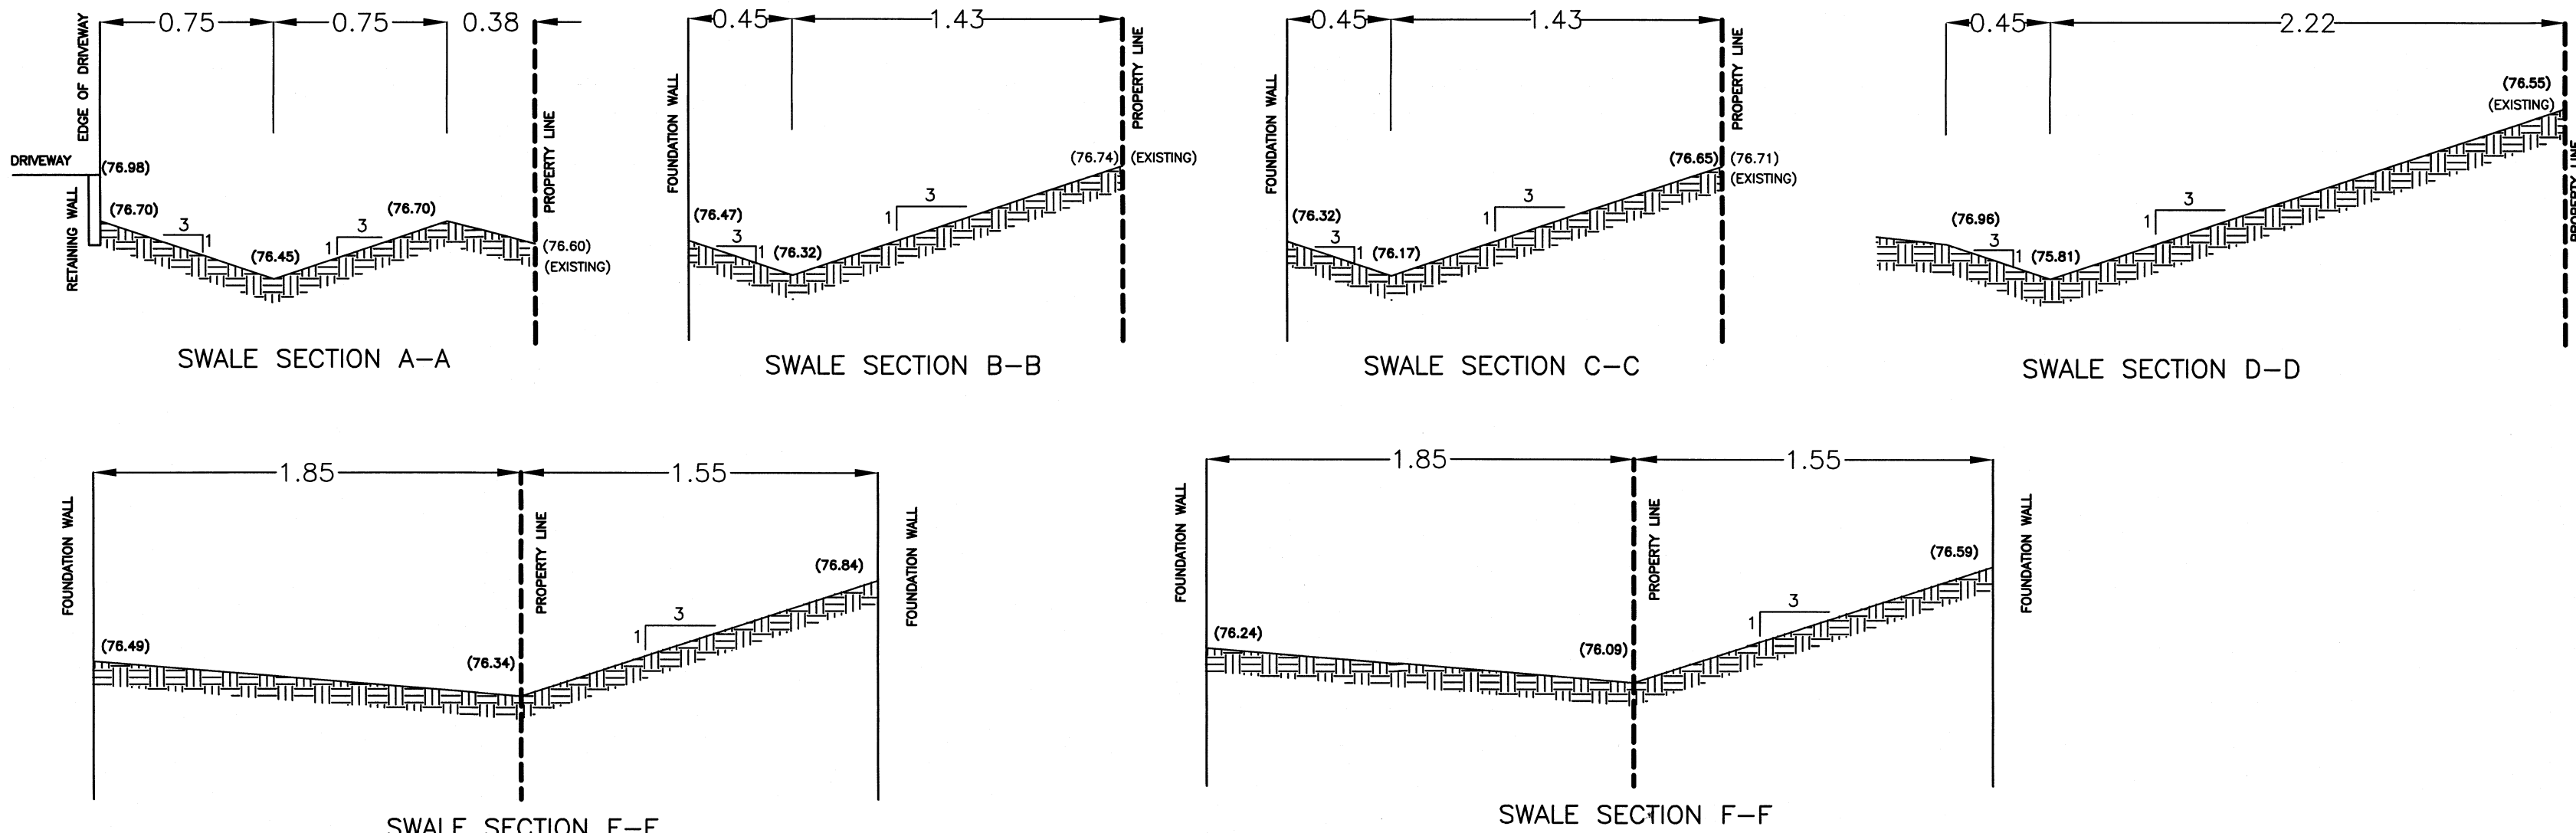 0.75 0.75 0.38
EDGE OF DRIVEWAY
DRIVEWAY
(76.98)
RETAINING WALL
(76.70)
3
1
(76.45)
1
3
(76.70)
(76.60)
(EXISTING)
PROPERTY LINE
SWALE SECTION A-A
0.45 1.43
FOUNDATION WALL
PROPERTY LINE
(76.47)
3
1
(76.32)
1
3
(76.74) (EXISTING)
SWALE SECTION B-B
0.45 1.43
FOUNDATION WALL
PROPERTY LINE
(76.32)
3
1
(76.17)
1
3
(76.65) (76.71)
(EXISTING)
SWALE SECTION C-C
0.45 2.22
(76.96)
3
1
(75.81)
1
3
(76.55)
(EXISTING)
PROPERTY LINE
SWALE SECTION D-D
1.85 1.55
FOUNDATION WALL
PROPERTY LINE
FOUNDATION WALL
(76.49)
(76.34)
1
3
(76.84)
SWALE SECTION E-E
1.85 1.55
FOUNDATION WALL
PROPERTY LINE
FOUNDATION WALL
(76.24)
(76.09)
1
3
(76.59)
SWALE SECTION F-F